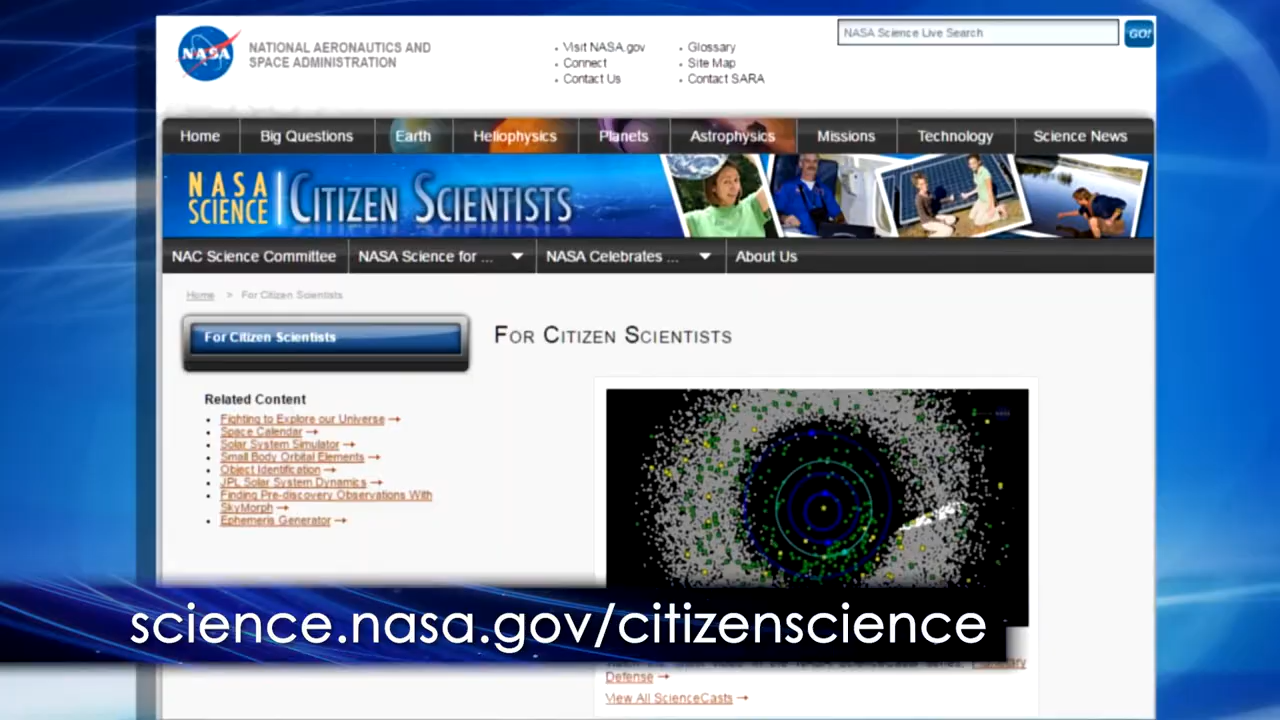 NASA
NATIONAL AERONAUTICS AND
SPACE ADMINISTRATION
Visit NASA.gov
Connect
Contact Us
Glossary
Site Map
Contact SARA
NASA Science Live Search
GO!
Home
Big Questions
Earth
Heliophysics
Planets
Astrophysics
Missions
Technology
Science News
NASA
SCIENCE
CITIZEN SCIENTISTS
NAC Science Committee
NASA Science for ...
NASA Celebrates ...
About Us
Home > For Citizen Scientists
For Citizen Scientists
FOR CITIZEN SCIENTISTS
Related Content
Fighting to Explore our Universe →
Space Calendar →
Solar System Simulator →
Small Body Orbital Elements →
Object Identification →
JPL Solar System Dynamics →
Finding Pre-discovery Observations With
SkyMorph →
Ephemeris Generator →
science.nasa.gov/citizenscience
Defense →
View All ScienceCasts →